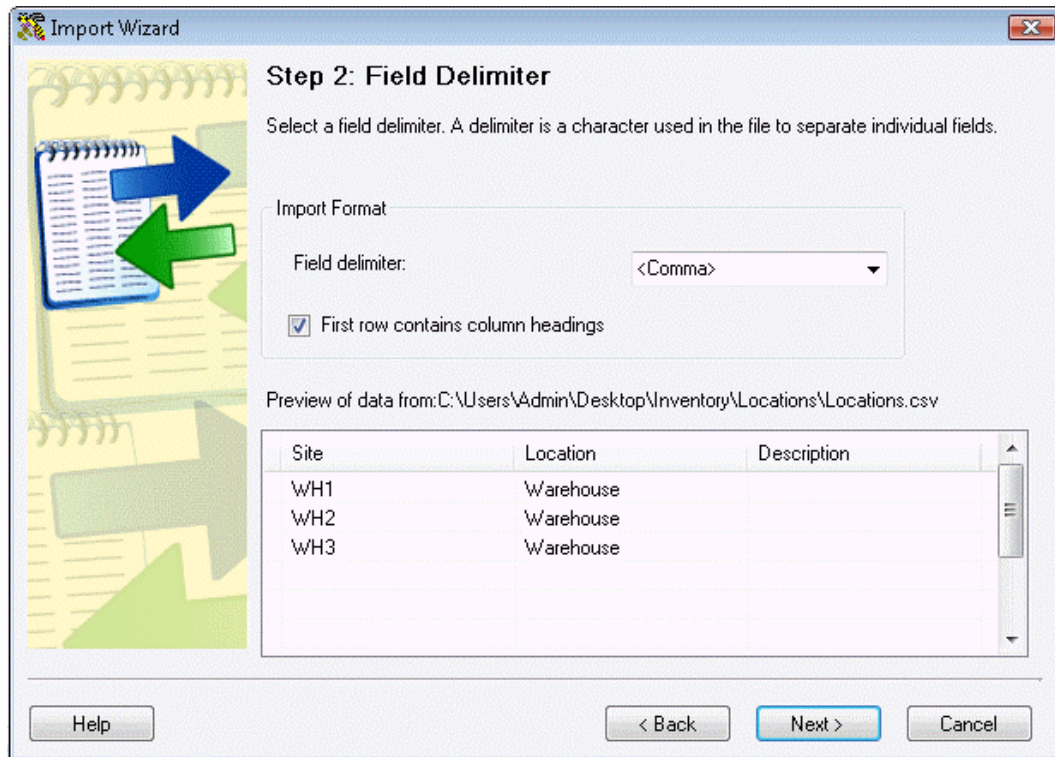 Import Wizard
Step 2: Field Delimiter
Select a field delimiter. A delimiter is a character used in the file to separate individual fields.
Import Format
Field delimiter:
<Comma>
First row contains column headings
Preview of data from:C:\Users\Admin\Desktop\Inventory\Locations\Locations.csv
Site Location Description
WH1 Warehouse
WH2 Warehouse
WH3 Warehouse
Help < Back Next > Cancel